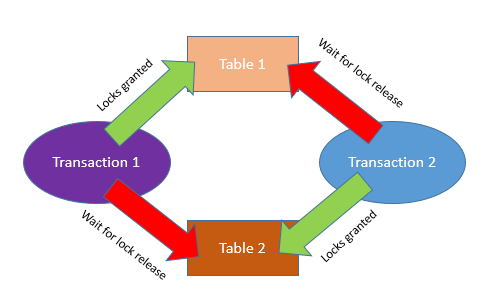 Table 1
Locks granted
Wait for lock release
Transaction 1
Transaction 2
Wait for lock release
Locks granted
Table 2